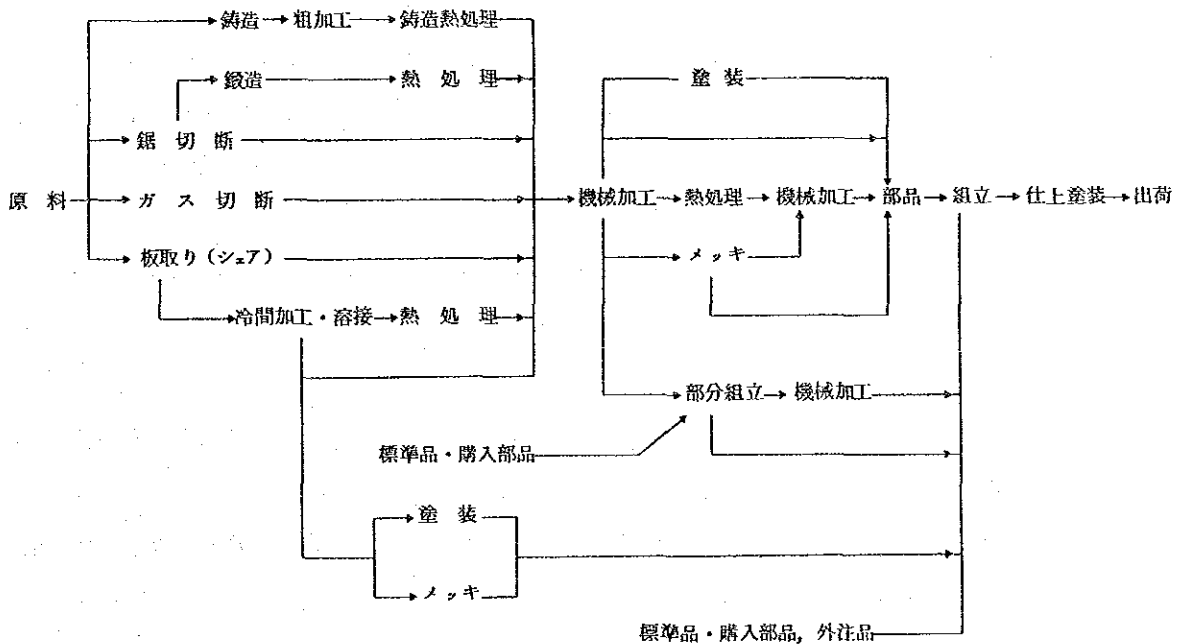 鋳造 粗加工 鋳造熱処理
鍛造 熱処理 塗装
鋸切断
原料 ガス切断 機械加工 熱処理 機械加工 部品 組立 仕上塗装 出荷
板取り(シェア) メッキ
冷間加工・溶接 熱処理
部分組立 機械加工
標準品・購入部品
塗装
メッキ
標準品・購入部品,外注品